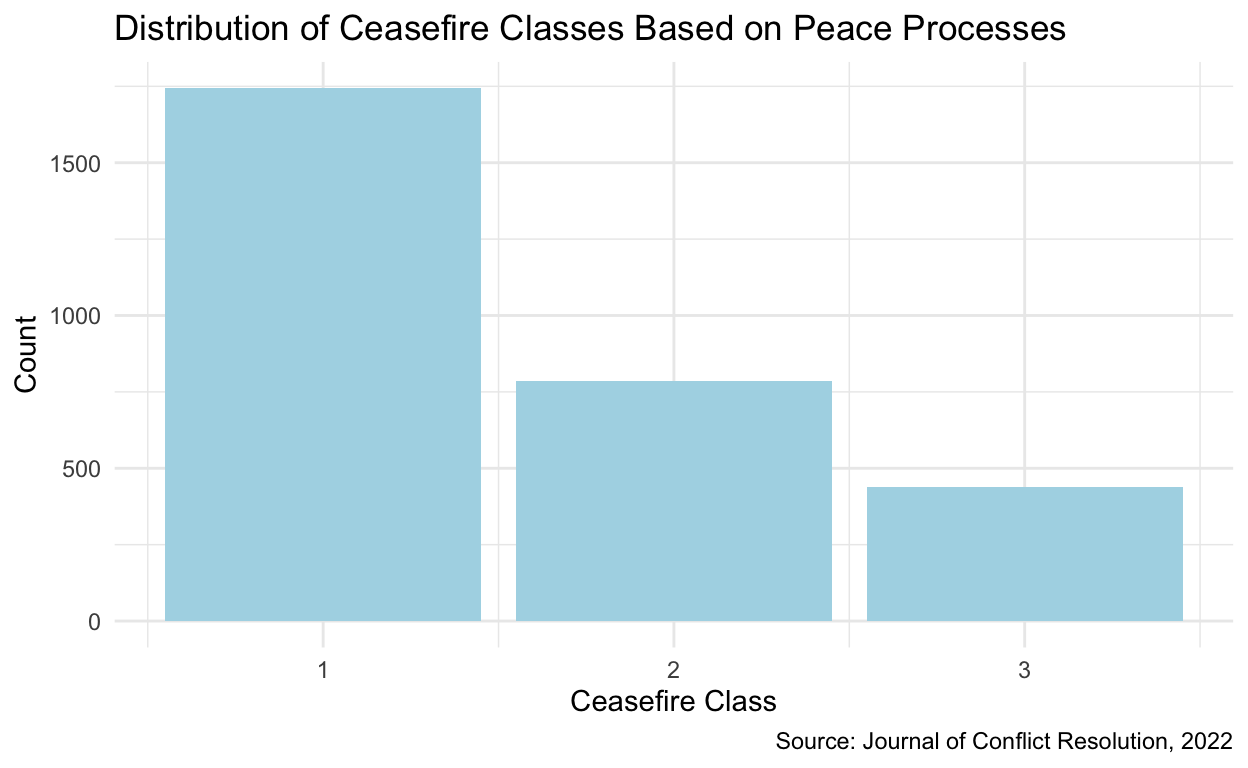 Distribution of Ceasefire Classes Based on Peace Processes
Count
1500
1000
500
0
1 2 3
Ceasefire Class
Source: Journal of Conflict Resolution, 2022